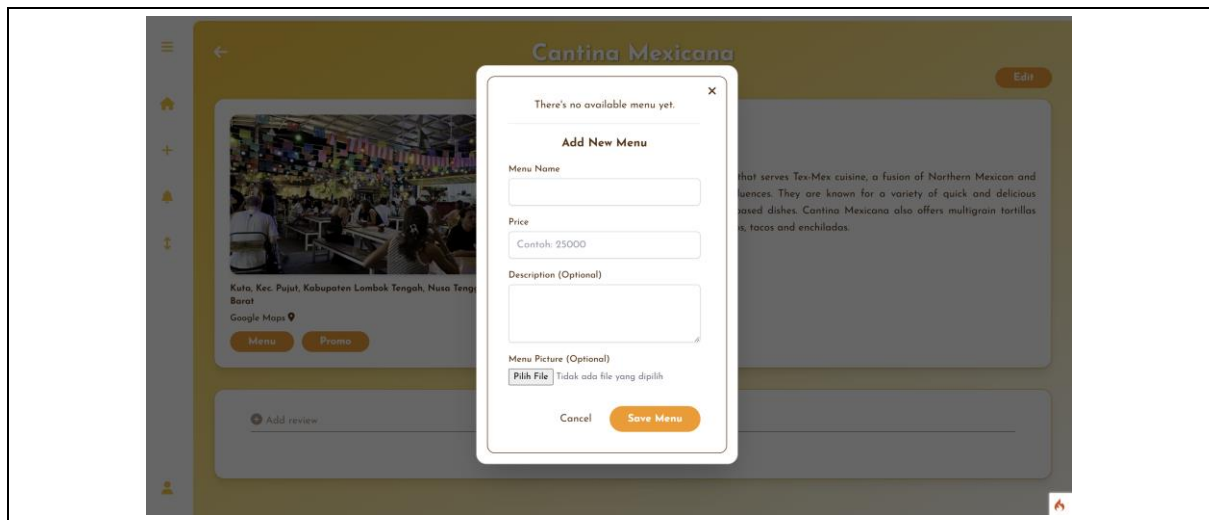 Cantina Mexicana
Edit
There's no available menu yet.
Add New Menu
Menu Name
Price
Contoh: 25000
Description (Optional)
Menu Picture (Optional)
Pilih File Tidak ada file yang dipilih
Cancel
Save Menu
that serves Tex-Mex cuisine, a fusion of Northern Mexican and
luences. They are known for a variety of quick and delicious
ased dishes. Cantina Mexicana also offers multigrain tortillas
s, tacos and enchiladas.
Kuta, Kec. Pujut, Kabupaten Lombok Tengah, Nusa Teng
Barat
Google Maps
Menu
Promo
Add review